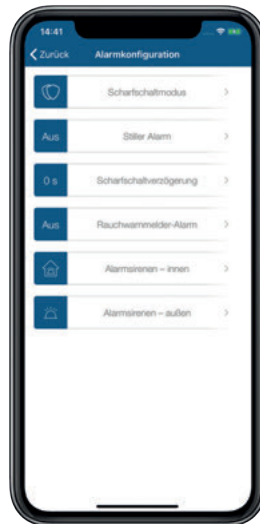 14:41
Zurück Alarmkonfiguration
Scharfschaltmodus
Aus Stiller Alarm
0 s Scharfschaltverzögerung
Aus Rauchwarnmelder-Alarm
Alarmsirenen – innen
Alarmsirenen – außen